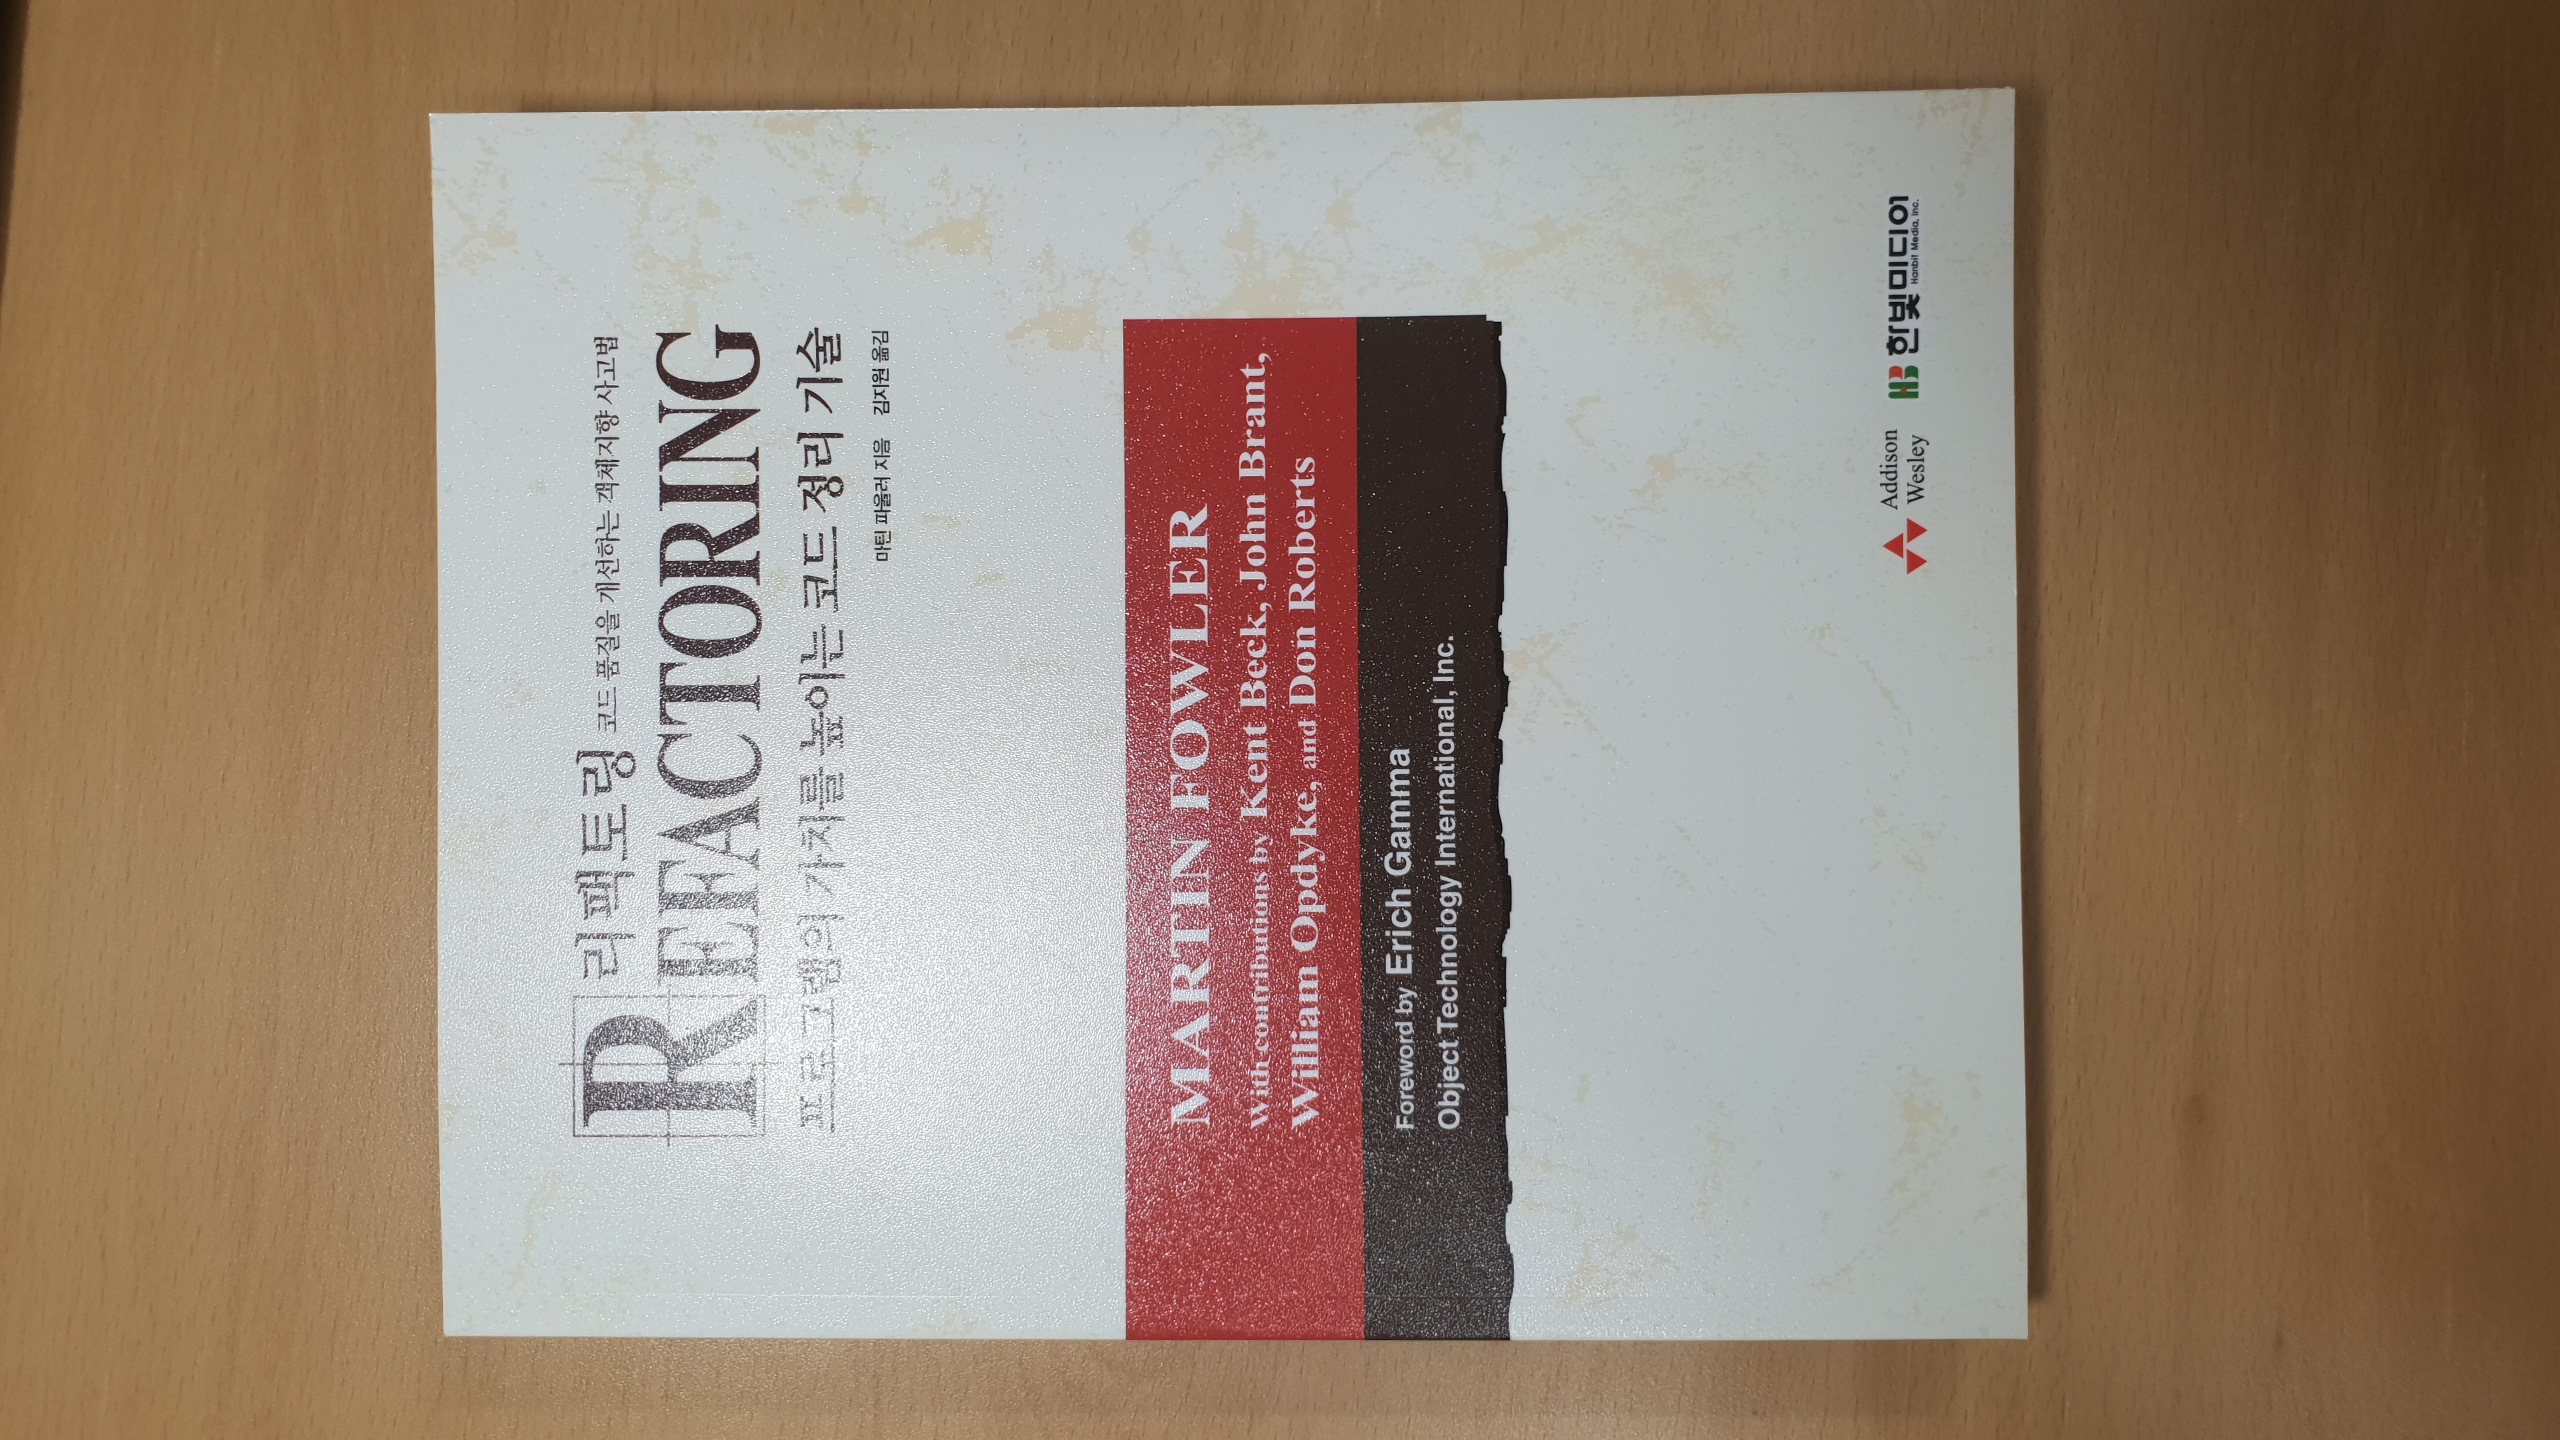 리팩토링 코드 품질을 개선하는 객체지향 사고법
REFACTORING
프로그램의 가치를 높이는 코드 정리 기술
마틴 파울러 지음 김지원 옮김
MARTIN FOWLER
With contributions by Kent Beck, John Brant,
William Opdyke, and Don Roberts
Foreword by Erich Gamma
Object Technology International, Inc.
Addison
Wesley
HB 한빛미디어
Hanbit Media, Inc.